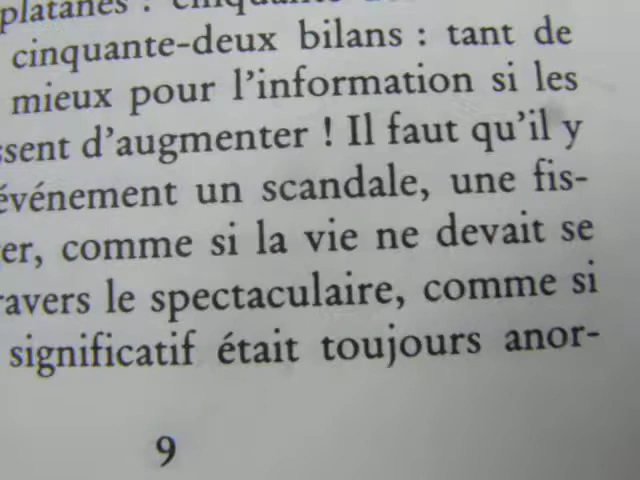 platanes : cinquante
cinquante-deux bilans : tant de
mieux pour l'information si les
ssent d'augmenter ! Il faut qu'il y
événement un scandale, une fis-
er, comme si la vie ne devait se
ravers le spectaculaire, comme si
significatif était toujours anor-
9